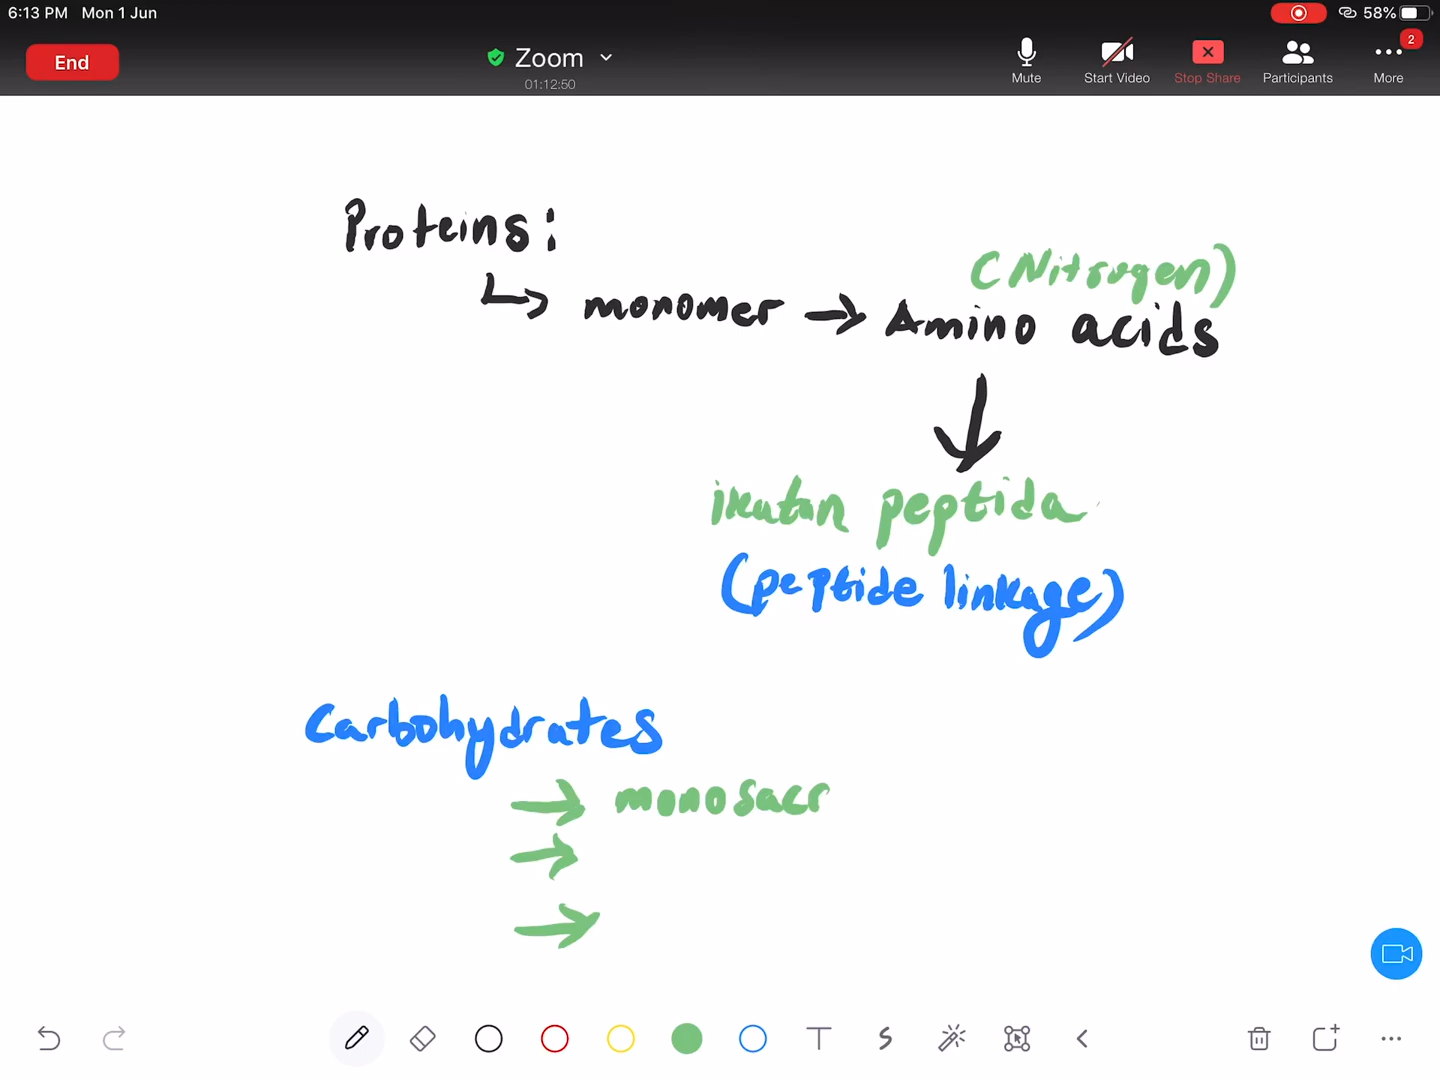 6:13 PM Mon 1 Jun
58%
End
Zoom
01:12:50
Mute
Start Video
Stop Share
Participants
More
2
Proteins:
(Nitrogen)
monomer → Amino acids
ikatan peptida
(peptide linkage)
Carbohydrates
→ monosacr
→
→
T